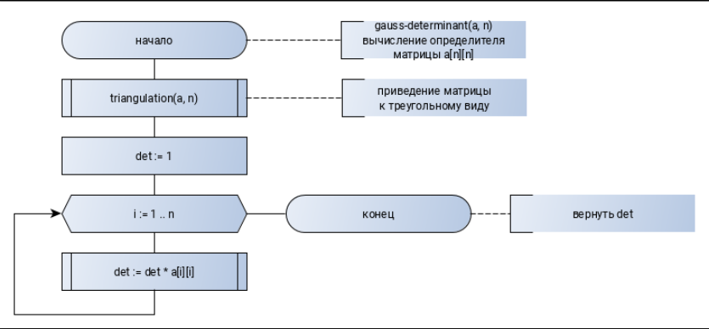 начало
gauss-determinant(a, n)
вычисление определителя
матрицы a[n][n]
triangulation(a, n)
приведение матрицы
к треугольному виду
det := 1
i := 1 .. n
конец
вернуть det
det := det * a[i][i]